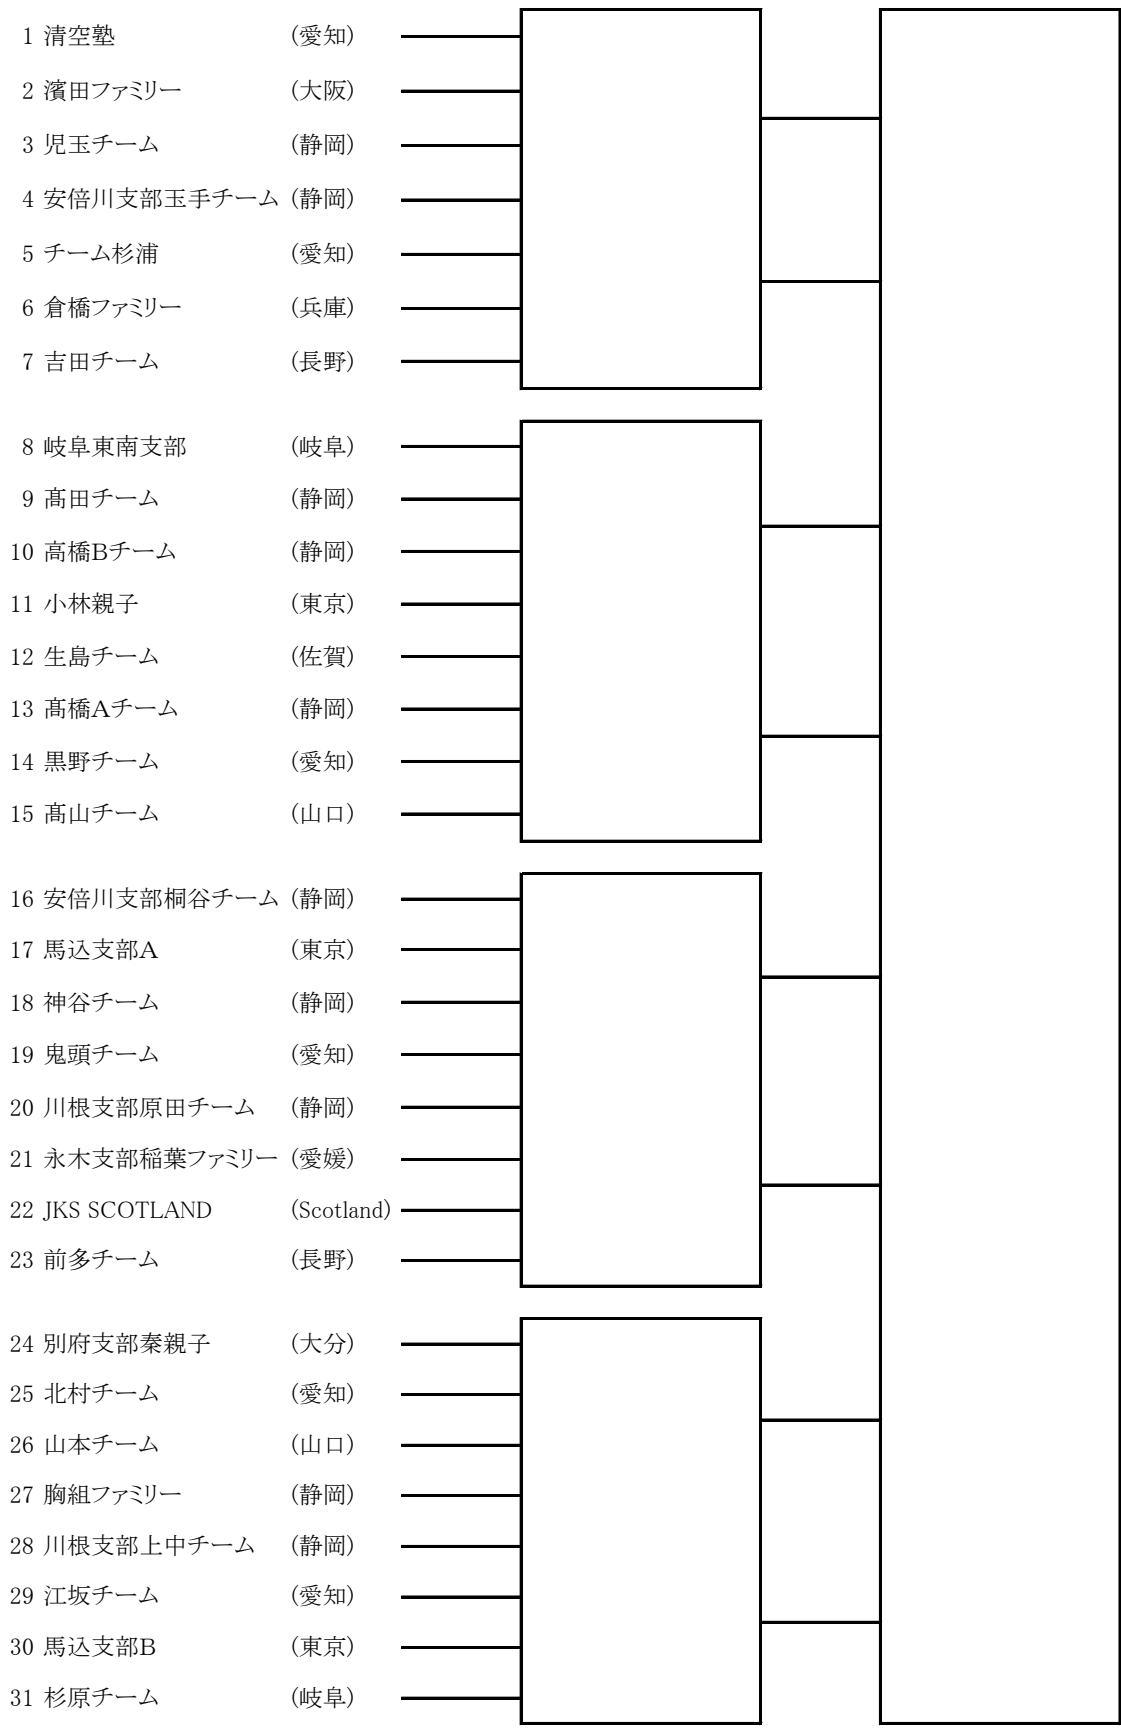 1 清空塾 (愛知)
2 濱田ファミリー (大阪)
3 児玉チーム (静岡)
4 安倍川支部玉手チーム (静岡)
5 チーム杉浦 (愛知)
6 倉橋ファミリー (兵庫)
7 吉田チーム (長野)
8 岐阜東南支部 (岐阜)
9 髙田チーム (静岡)
10 高橋Bチーム (静岡)
11 小林親子 (東京)
12 生島チーム (佐賀)
13 髙橋Aチーム (静岡)
14 黒野チーム (愛知)
15 髙山チーム (山口)
16 安倍川支部桐谷チーム (静岡)
17 馬込支部A (東京)
18 神谷チーム (静岡)
19 鬼頭チーム (愛知)
20 川根支部原田チーム (静岡)
21 永木支部稲葉ファミリー (愛媛)
22 JKS SCOTLAND (Scotland)
23 前多チーム (長野)
24 別府支部秦親子 (大分)
25 北村チーム (愛知)
26 山本チーム (山口)
27 胸組ファミリー (静岡)
28 川根支部上中チーム (静岡)
29 江坂チーム (愛知)
30 馬込支部B (東京)
31 杉原チーム (岐阜)